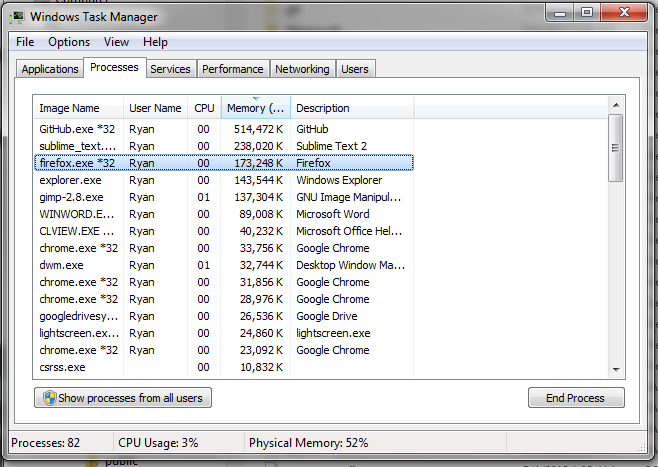 Windows Task Manager
File Options View Help
Applications Processes Services Performance Networking Users
Image Name User Name CPU Memory (... Description
GitHub.exe *32 Ryan 00 514,472 K GitHub
sublime_text.... Ryan 00 238,020 K Sublime Text 2
firefox.exe *32 Ryan 00 173,248 K Firefox
explorer.exe Ryan 00 143,544 K Windows Explorer
gimp-2.8.exe Ryan 01 137,304 K GNU Image Manipul...
WINWORD.E... Ryan 00 89,008 K Microsoft Word
CLVIEW.EXE ... Ryan 00 40,232 K Microsoft Office Hel...
chrome.exe *32 Ryan 00 33,756 K Google Chrome
dwm.exe Ryan 01 32,744 K Desktop Window Ma...
chrome.exe *32 Ryan 00 31,856 K Google Chrome
chrome.exe *32 Ryan 00 28,976 K Google Chrome
googledrivesy... Ryan 00 26,536 K Google Drive
lightscreen.ex... Ryan 00 24,860 K lightscreen.exe
chrome.exe *32 Ryan 00 23,092 K Google Chrome
csrss.exe 00 10,832 K
Show processes from all users End Process
Processes: 82 CPU Usage: 3% Physical Memory: 52%
public